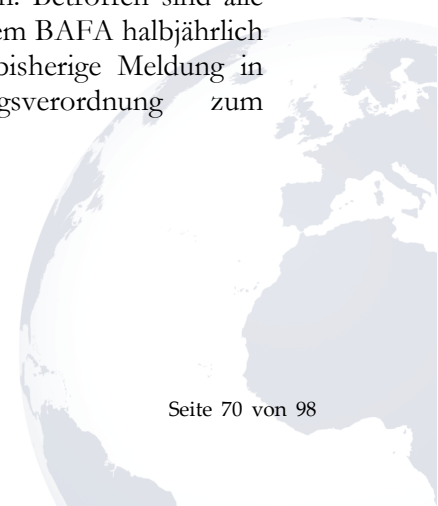 Betroffen sind alle
em BAFA halbjährlich
bisherige Meldung in
gsverordnung zum
Seite 70 von 98